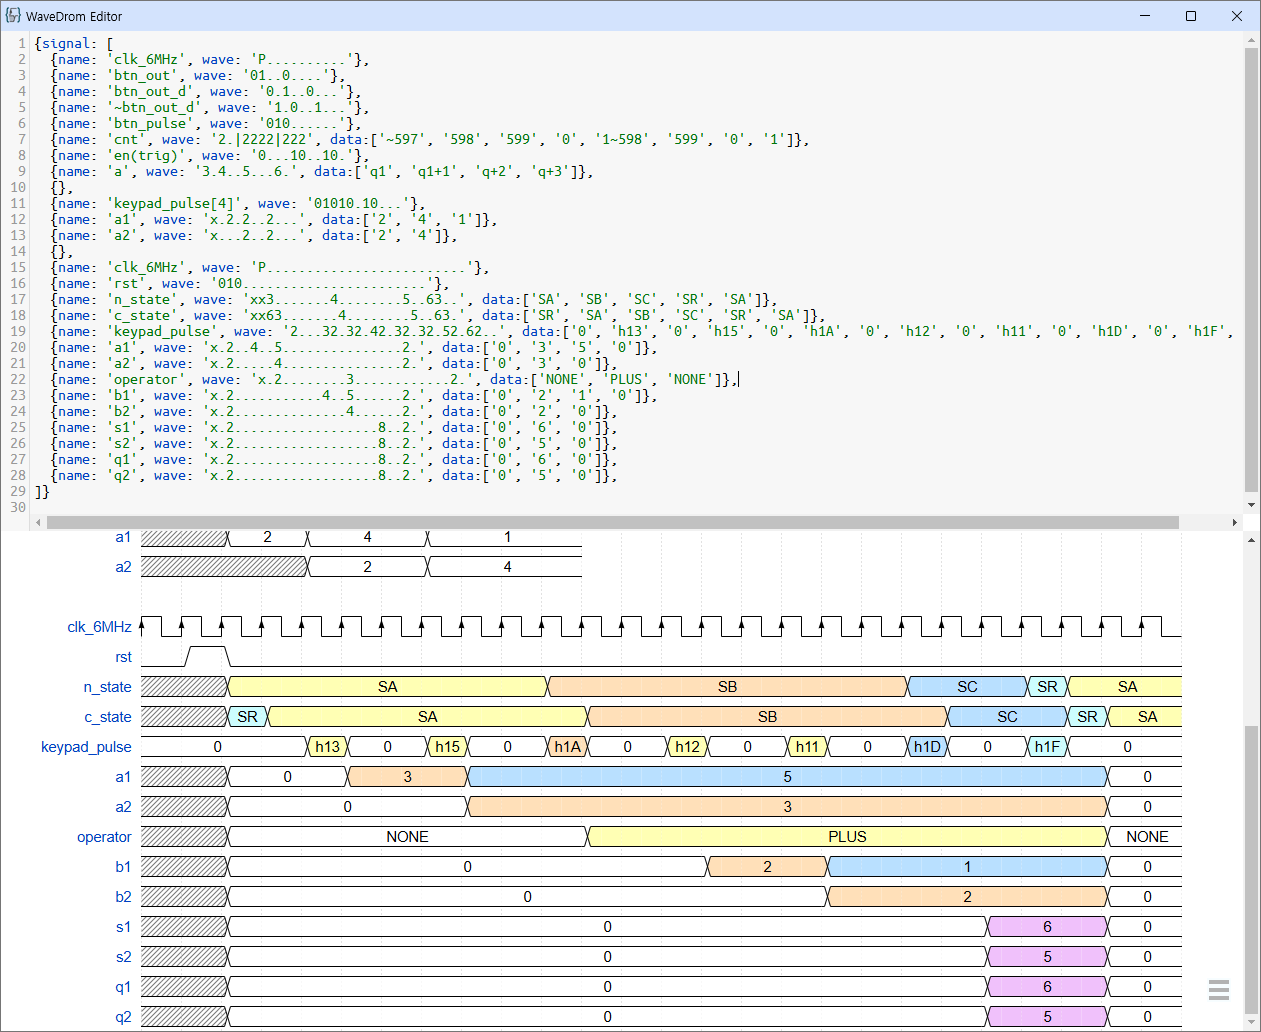 WaveDrom Editor
1 {signal: [
2 {name: 'clk_6MHz', wave: 'P..........'},
3 {name: 'btn_out', wave: '01..0....'},
4 {name: 'btn_out_d', wave: '0.1..0...'},
5 {name: '~btn_out_d', wave: '1.0..1...'},
6 {name: 'btn_pulse', wave: '010......'},
7 {name: 'cnt', wave: '2.|2222|222', data:['~597', '598', '599', '0', '1~598', '599', '0', '1']},
8 {name: 'en(trig)', wave: '0...10..10.'},
9 {name: 'a', wave: '3.4..5...6.', data:['q1', 'q1+1', 'q+2', 'q+3']},
10 {},
11 {name: 'keypad_pulse[4]', wave: '01010.10...'},
12 {name: 'a1', wave: 'x.2.2..2...', data:['2', '4', '1']},
13 {name: 'a2', wave: 'x...2..2...', data:['2', '4']},
14 {},
15 {name: 'clk_6MHz', wave: 'P.........................'},
16 {name: 'rst', wave: '010.......................'},
17 {name: 'n_state', wave: 'xx3.......4........5..63..', data:['SA', 'SB', 'SC', 'SR', 'SA']},
18 {name: 'c_state', wave: 'xx63.......4........5..63.', data:['SR', 'SA', 'SB', 'SC', 'SR', 'SA']},
19 {name: 'keypad_pulse', wave: '2...32.32.42.32.32.52.62..', data:['0', 'h13', '0', 'h15', '0', 'h1A', '0', 'h12', '0', 'h11', '0', 'h1D', '0', 'h1F',
20 {name: 'a1', wave: 'x.2..4..5...............2.', data:['0', '3', '5', '0']},
21 {name: 'a2', wave: 'x.2.....4...............2.', data:['0', '3', '0']},
22 {name: 'operator', wave: 'x.2........3............2.', data:['NONE', 'PLUS', 'NONE']},
23 {name: 'b1', wave: 'x.2...........4..5......2.', data:['0', '2', '1', '0']},
24 {name: 'b2', wave: 'x.2..............4......2.', data:['0', '2', '0']},
25 {name: 's1', wave: 'x.2..................8..2.', data:['0', '6', '0']},
26 {name: 's2', wave: 'x.2..................8..2.', data:['0', '5', '0']},
27 {name: 'q1', wave: 'x.2..................8..2.', data:['0', '6', '0']},
28 {name: 'q2', wave: 'x.2..................8..2.', data:['0', '5', '0']},
29 ]}
30
a1 2 4 1
a2 2 4
clk_6MHz
rst
n_state SA SB SC SR SA
c_state SR SA SB SC SR SA
keypad_pulse 0 h13 0 h15 0 h1A 0 h12 0 h11 0 h1D 0 h1F 0
a1 0 3 5 0
a2 0 3 0
operator NONE PLUS NONE
b1 0 2 1 0
b2 0 2 0
s1 0 6 0
s2 0 5 0
q1 0 6 0
q2 0 5 0